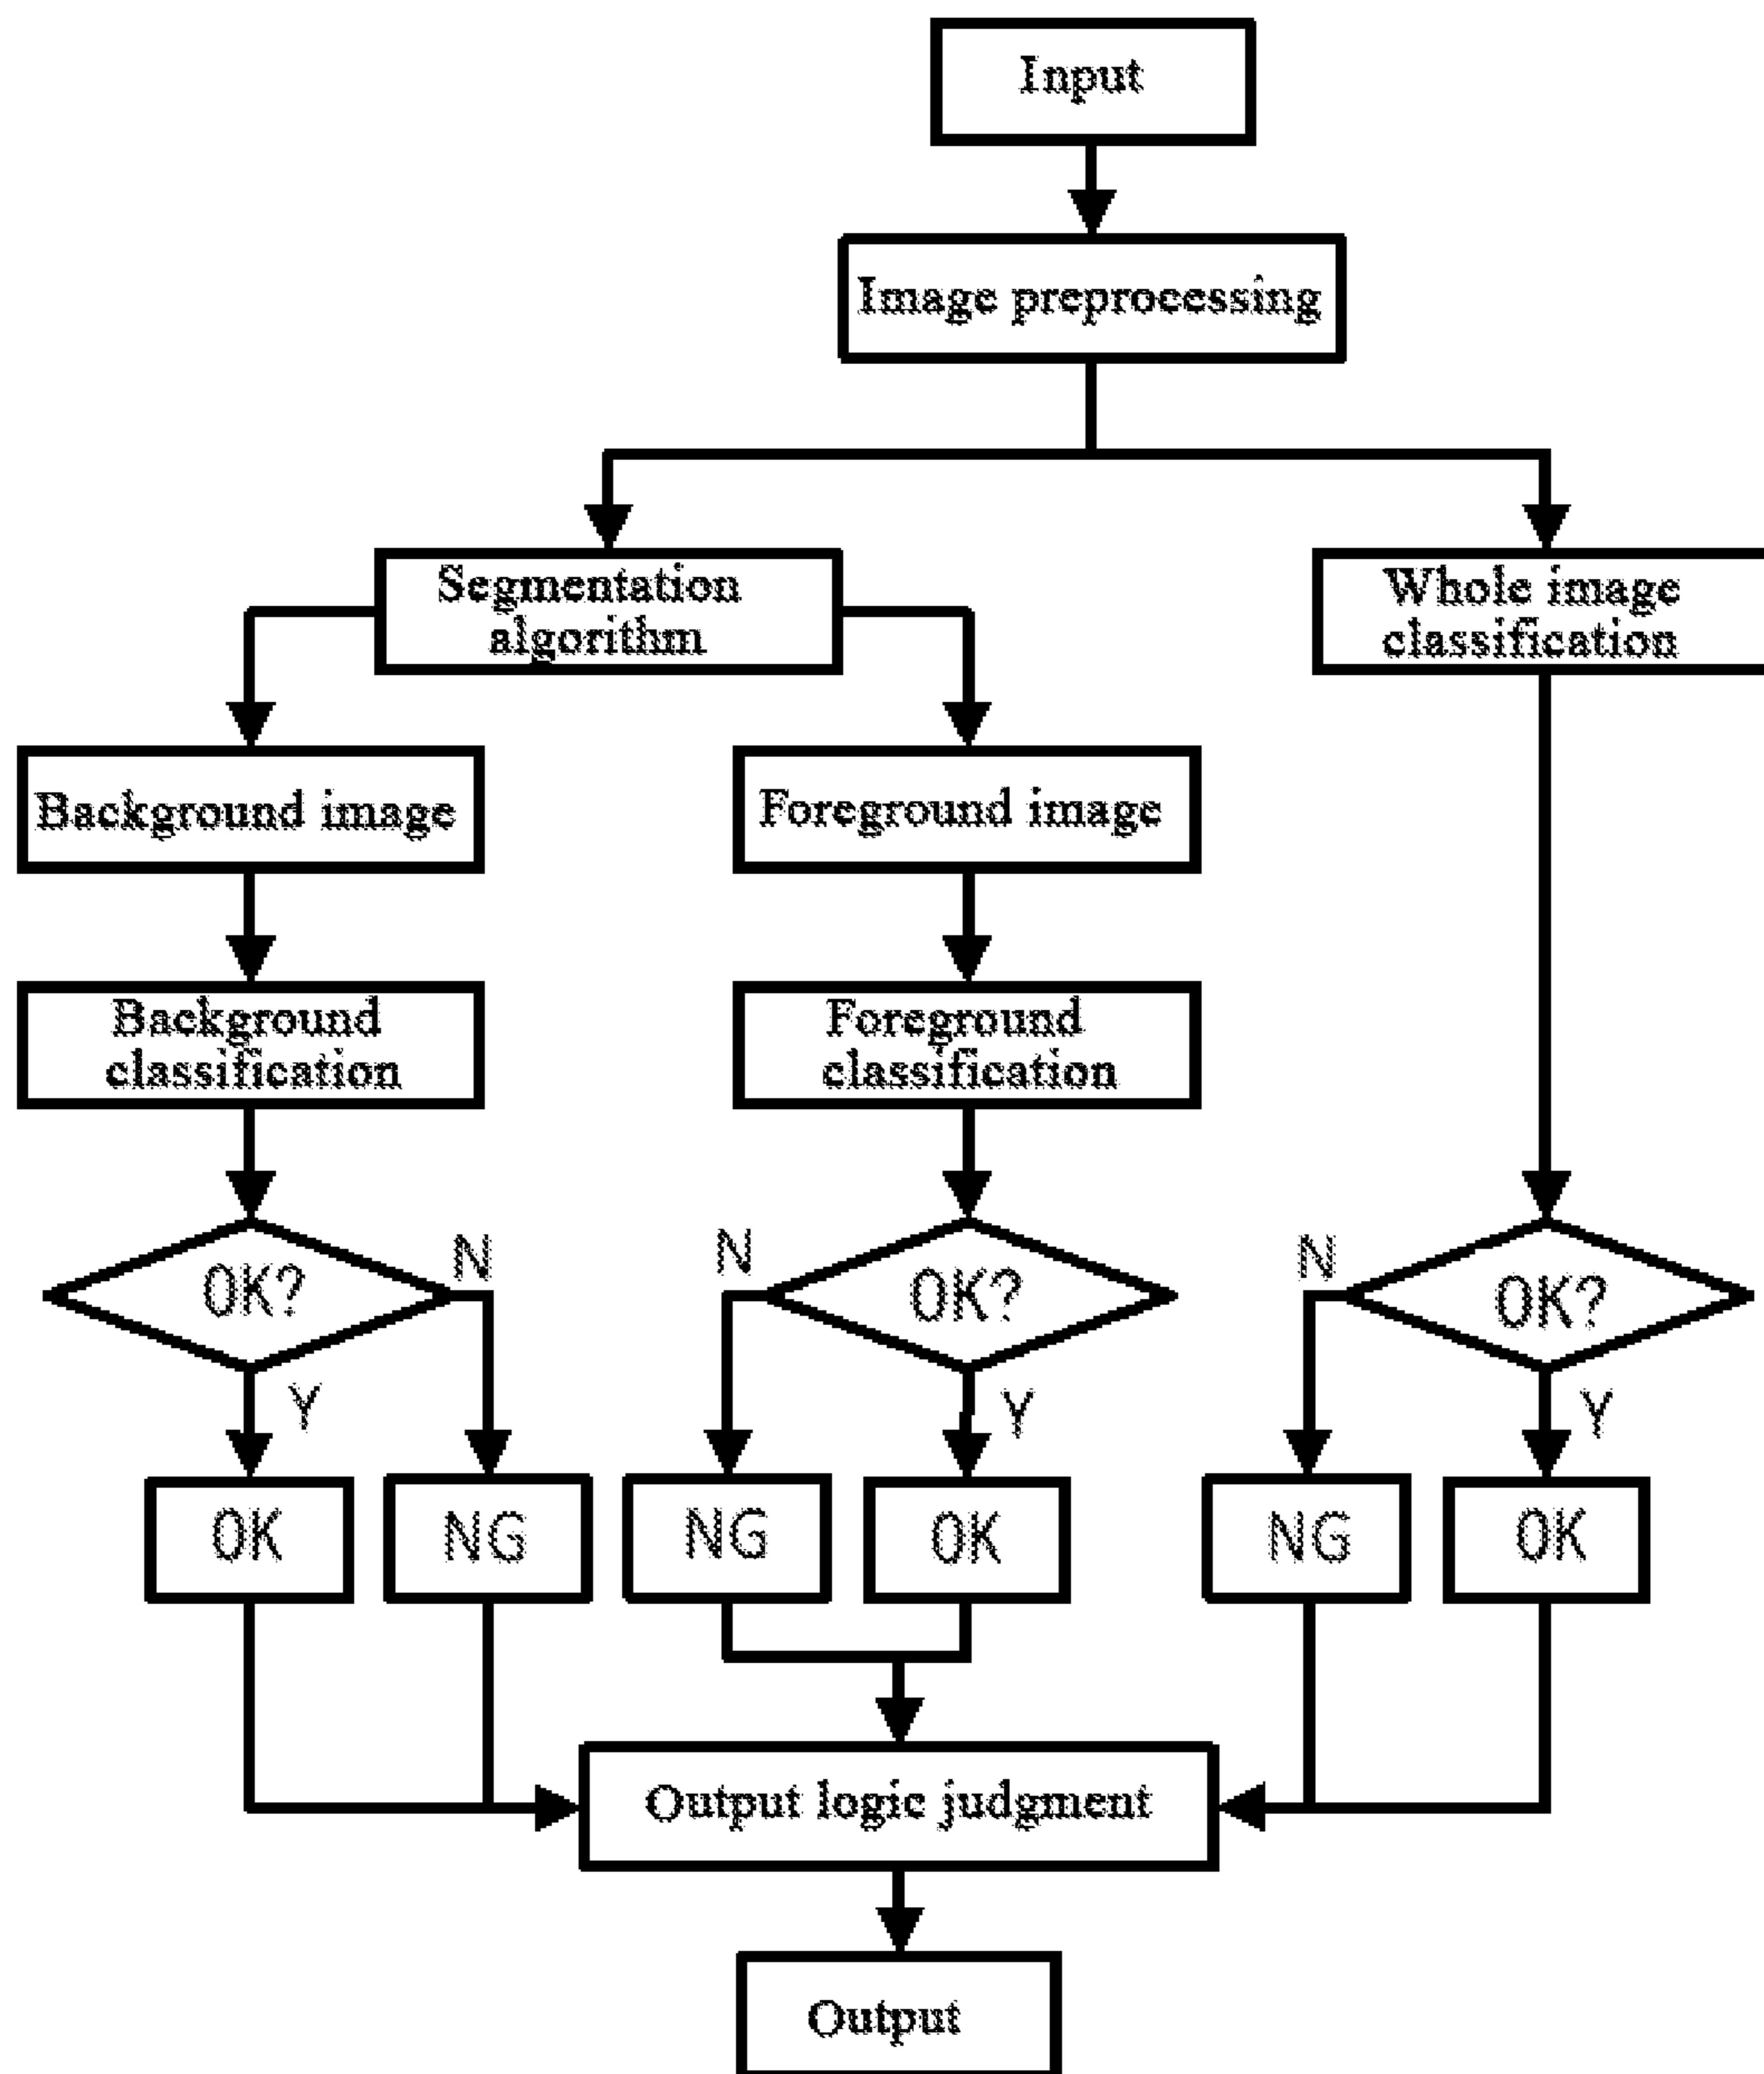 Input
Image preprocessing
Segmentation
algorithm
Whole image
classification
Background image
Foreground image
Background
classification
Foreground
classification
OK?
N
Y
N
OK?
Y
N
OK?
Y
OK
NG
NG
OK
NG
OK
Output logic judgment
Output